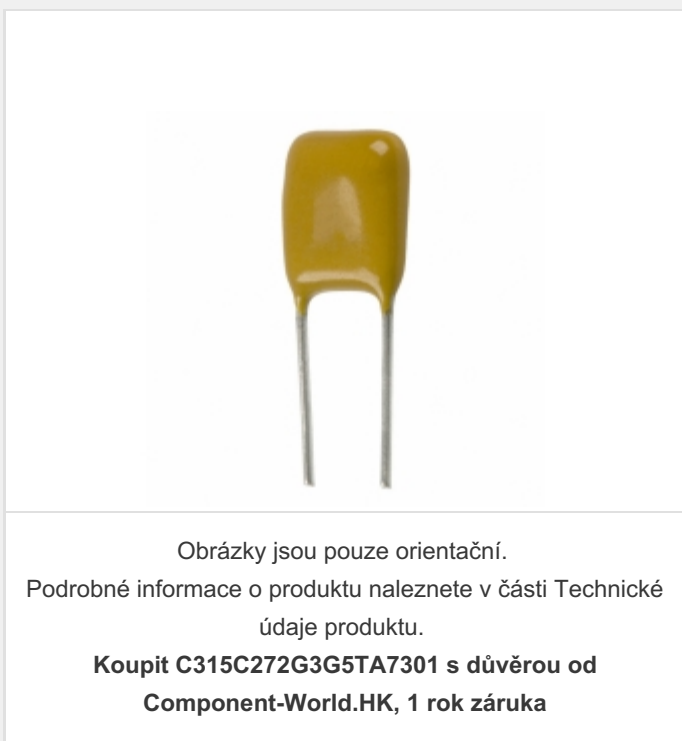 Obrázky jsou pouze orientační.
Podrobné informace o produktu naleznete v části Technické
údaje produktu.
Koupit C315C272G3G5TA7301 s důvěrou od
Component-World.HK, 1 rok záruka